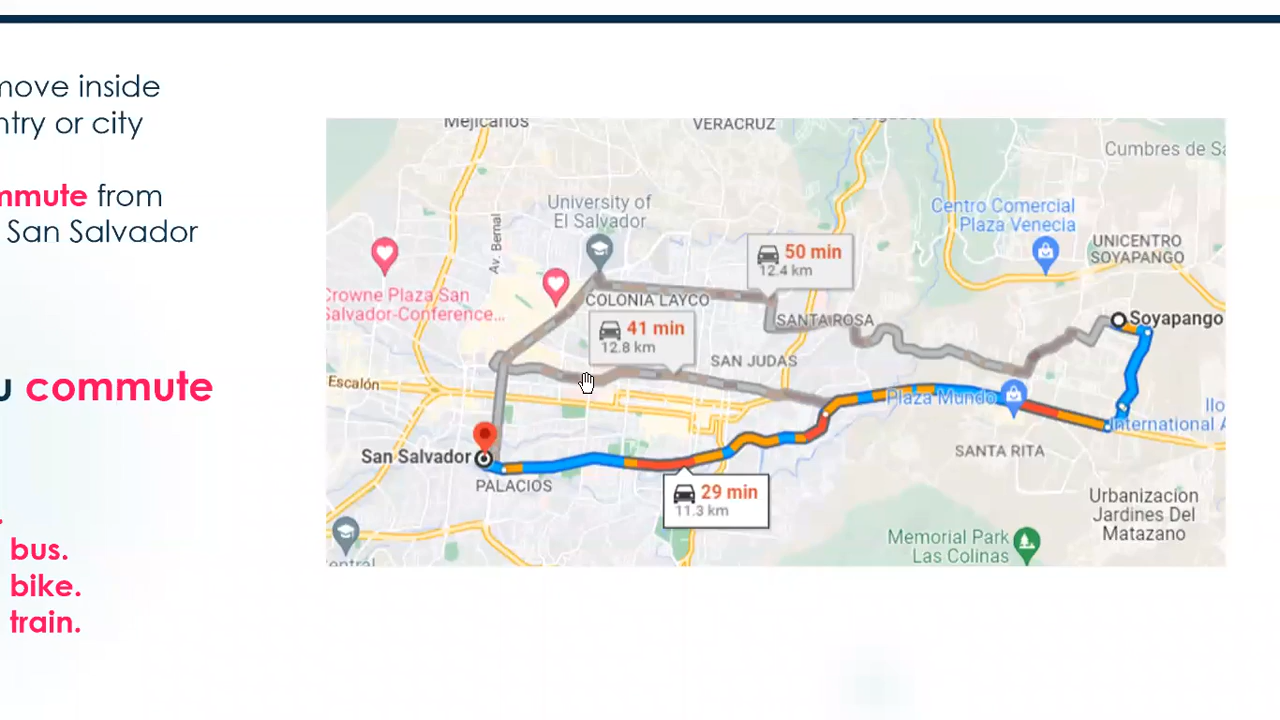 move inside
ntry or city
mmute from
San Salvador
u commute
bus.
bike.
train.
Mejicanos
VERACRUZ
Cumbres de Sa
University of
El Salvador
Av. Bernal
Centro Comercial
Plaza Venecia
UNICENTRO
SOYAPANGO
50 min
12.4 km
Crowne Plaza San
Salvador-Conference...
COLONIA LAYCO
SANTA ROSA
Soyapango
41 min
12.8 km
SAN JUDAS
Escalón
Plaza Mundo
Ilo
International A
San Salvador
SANTA RITA
PALACIOS
29 min
11.3 km
Urbanizacion
Jardines Del
Matazano
Memorial Park
Las Colinas
entral